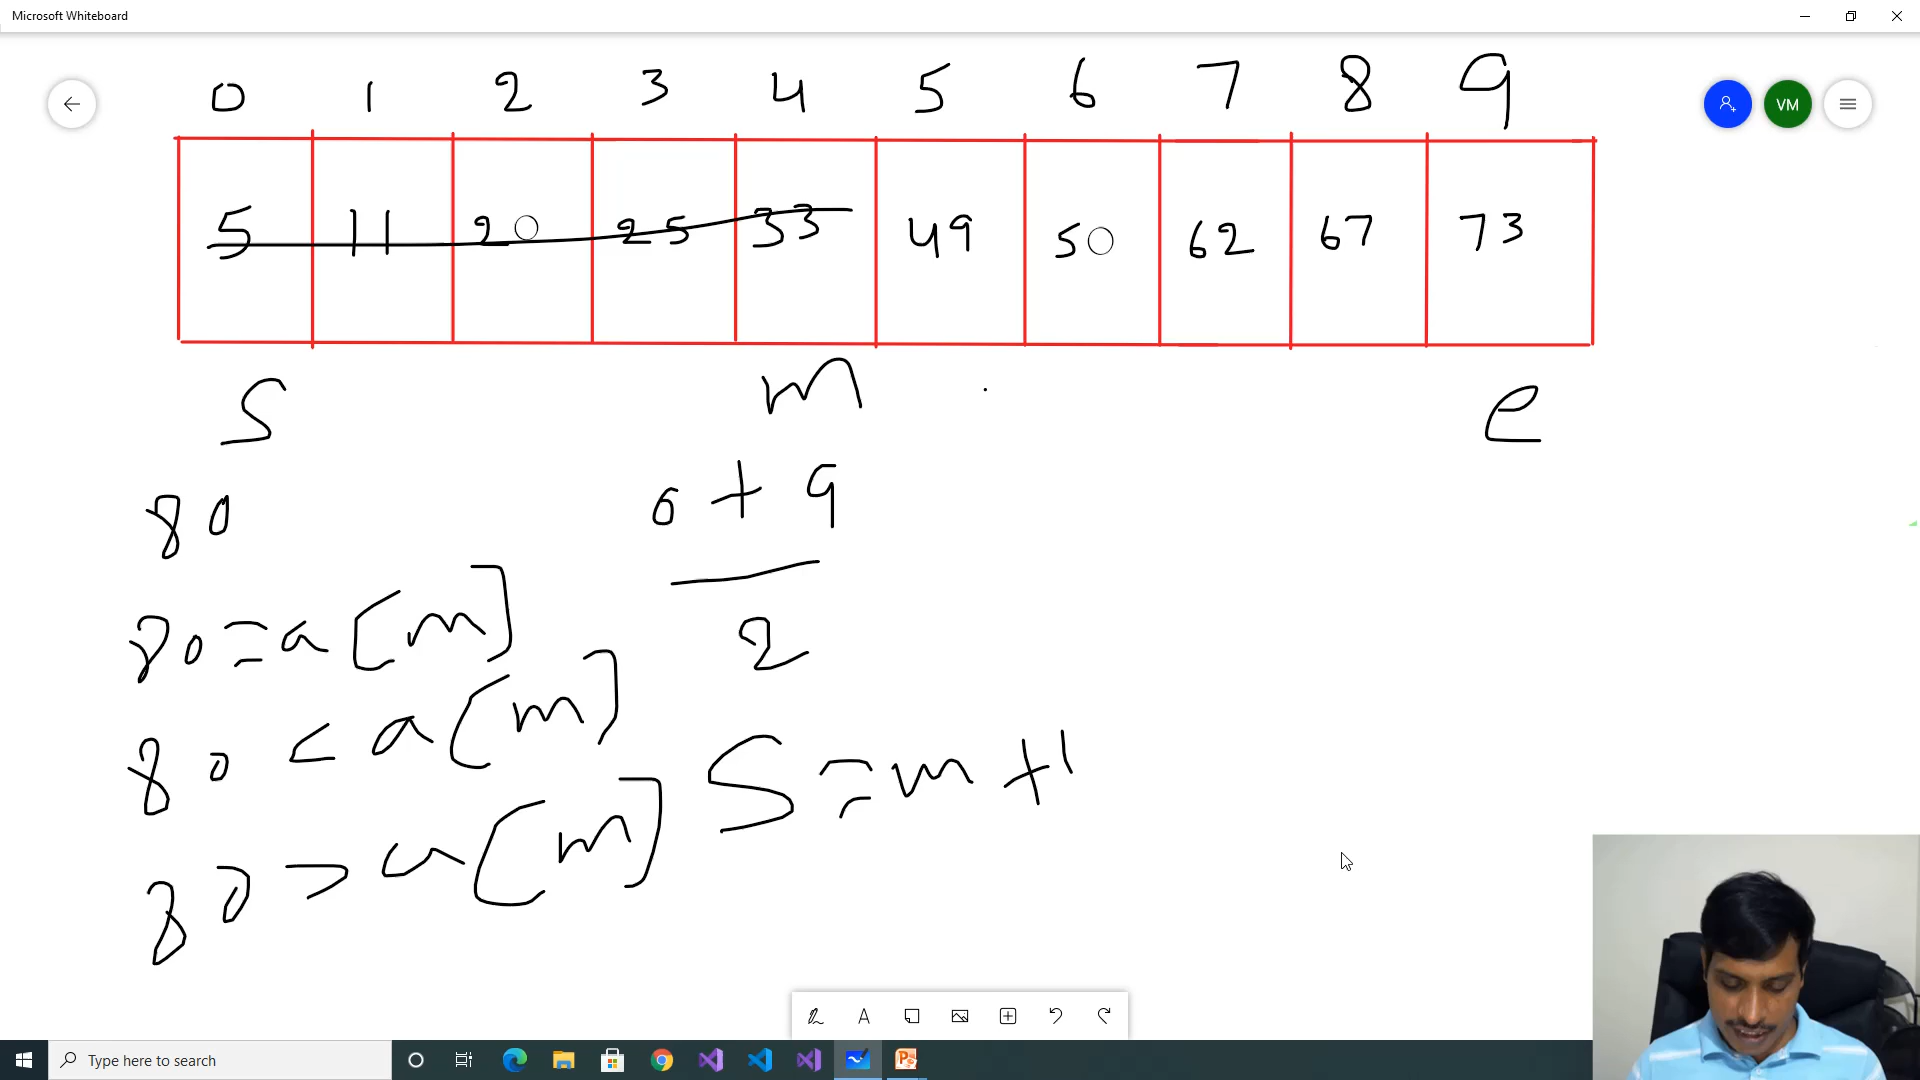 Microsoft Whiteboard
0 1 2 3 4 5 6 7 8 9
VM
5 11 20 25 33 49 50 62 67 73
S m e
0 + 9
80
2
80 = a[m]
80 < a[m]
S = m + 1
80 > a[m]
A
Type here to search